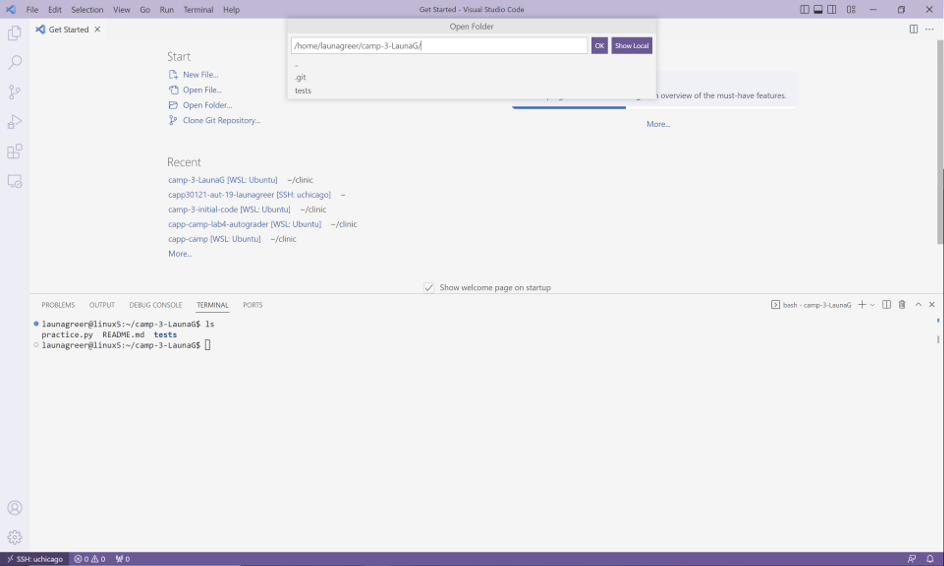 File Edit Selection View Go Run Terminal Help
Get Started - Visual Studio Code
Get Started
Open Folder
/home/launagreer/camp-3-LaunaG/
OK
Show Local
..
.git
tests
Start
New File...
Open File...
Open Folder...
Clone Git Repository...
n overview of the must-have features.
More...
Recent
camp-3-LaunaG [WSL: Ubuntu] ~/clinic
capp30121-aut-19-launagreer [SSH: uchicago] ~
camp-3-initial-code [WSL: Ubuntu] ~/clinic
capp-camp-lab4-autograder [WSL: Ubuntu] ~/clinic
capp-camp [WSL: Ubuntu] ~/clinic
More...
Show welcome page on startup
PROBLEMS OUTPUT DEBUG CONSOLE TERMINAL PORTS
bash - camp-3-LaunaG
launagreer@linux5:~/camp-3-LaunaG$ ls
practice.py README.md tests
launagreer@linux5:~/camp-3-LaunaG$
SSH: uchicago 0 0 0